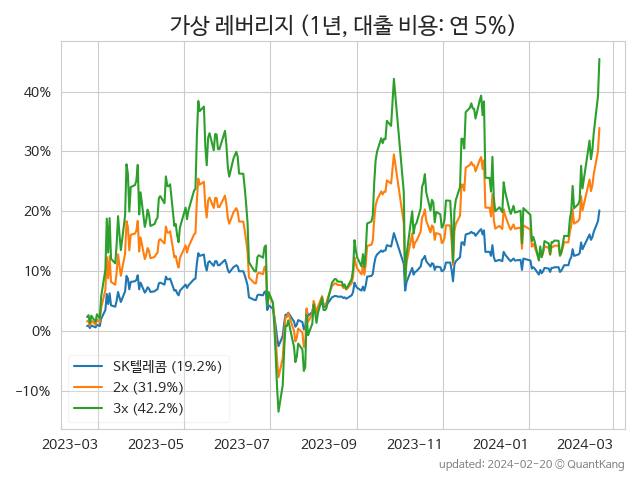 가상 레버리지 (1년, 대출 비용: 연 5%)
40%
30%
20%
10%
0%
−10%
SK텔레콤 (19.2%)
2x (31.9%)
3x (42.2%)
2023-03 2023-05 2023-07 2023-09 2023-11 2024-01 2024-03
updated: 2024-02-20 © QuantKang